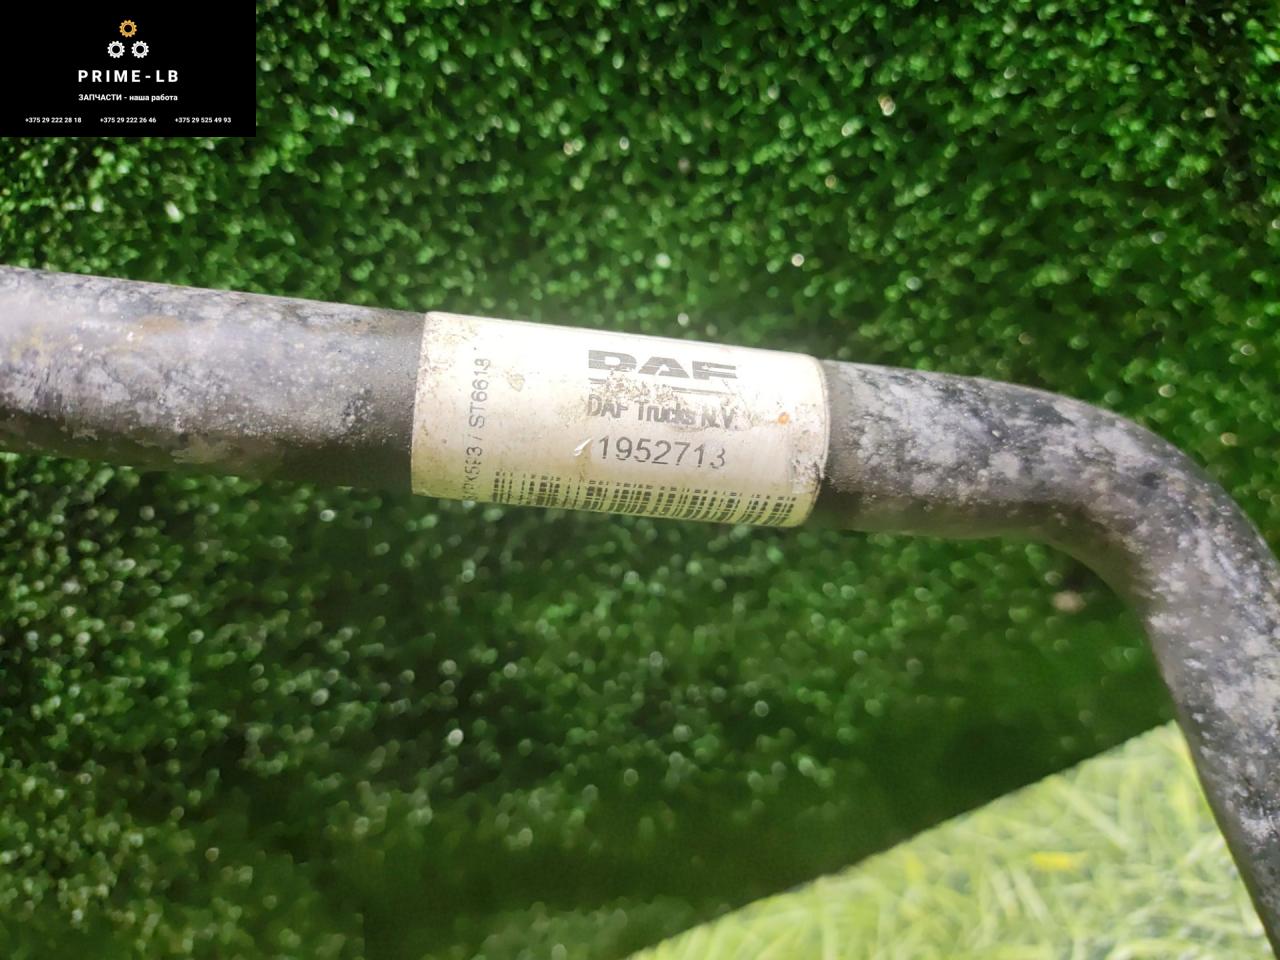 PRIME-LB
ЗАПЧАСТИ - наша работа
+375 29 222 28 18 +375 29 222 26 46 +375 29 525 49 93
DAF
DAF Trucks N.V.
1952713
ST6618